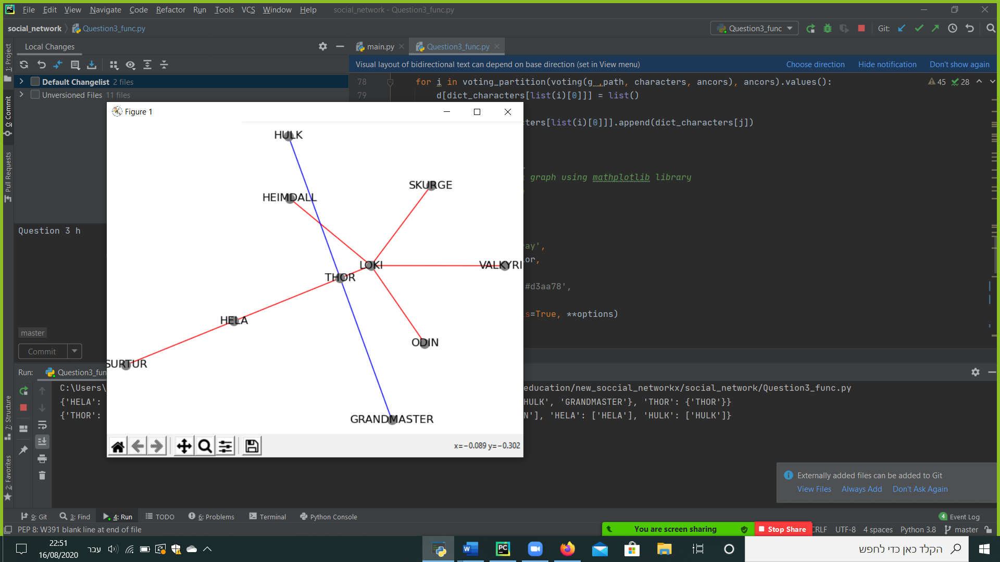 File Edit View Navigate Code Refactor Run Tools VCS Window Help social_network - Question3_func.py
social_network Question3_func.py Question3_func Git:
1: Project
0: Commit
Pull Requests
7: Structure
2: Favorites
Local Changes
main.py Question3_func.py
Visual layout of bidirectional text can depend on base direction (set in View menu) Choose direction Hide notification Don't show again
Default Changelist 2 files
Unversioned Files 11 files
78 for i in voting_partition(voting(g ,path, characters, ancors), ancors).values():
45 28
79 d[dict_characters[list(i)[0]]] = list()
ters[list(i)[0]]].append(dict_characters[j])
graph using mathplotlib library
ay',
or,
#d3aa78',
s=True, **options)
Question 3 h
master
Commit
Figure 1
HULK
SKURGE
HEIMDALL
LOKI
VALKYRI
THOR
HELA
ODIN
SURTUR
GRANDMASTER
x=−0.089 y=−0.302
Run: Question3_fun
C:\Users\ education/new_soccial_networkx/social_network/Question3_func.py
{'HELA': HULK', 'GRANDMASTER'}, 'THOR': {'THOR'}}
{'THOR': N'], 'HELA': ['HELA'], 'HULK': ['HULK']}
Externally added files can be added to Git
View Files Always Add Don't Ask Again
9: Git 3: Find 4: Run TODO 6: Problems Terminal Python Console 4 Event Log
PEP 8: W391 blank line at end of file
You are screen sharing Stop Share
CRLF UTF-8 4 spaces Python 3.8 master
22:51
16/08/2020
עבר
הקלד כאן כדי לחפש